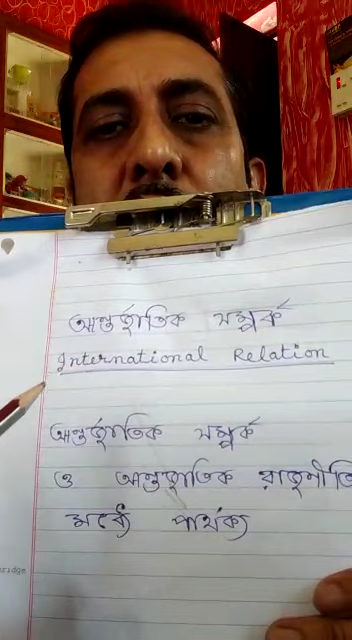 আন্তর্জাতিক সম্পর্ক
International Relation
আন্তর্জাতিক সম্পর্ক
ও আন্তর্জাতিক রাজনীতি
মধ্যে পার্থক্য